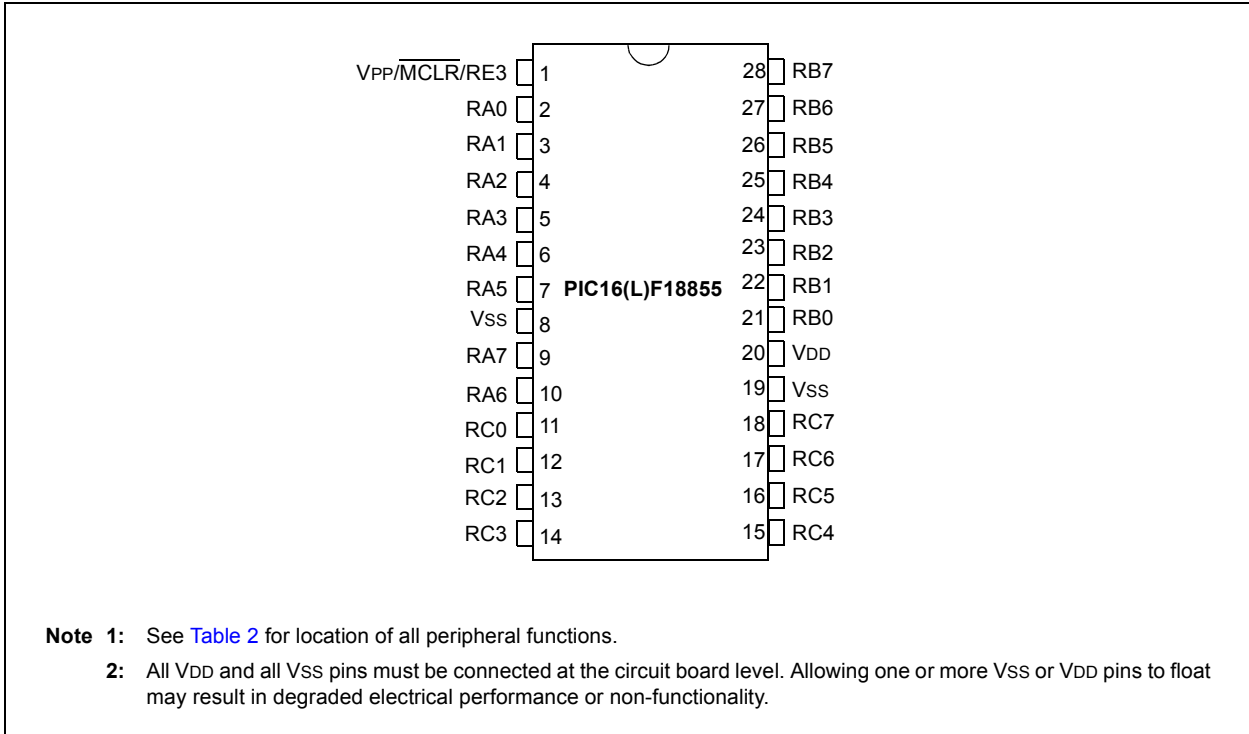 VPP/MCLR/RE3 1 28 RB7
RA0 2 27 RB6
RA1 3 26 RB5
RA2 4 25 RB4
RA3 5 24 RB3
RA4 6 23 RB2
RA5 7 PIC16(L)F18855 22 RB1
VSS 8 21 RB0
RA7 9 20 VDD
RA6 10 19 VSS
RC0 11 18 RC7
RC1 12 17 RC6
RC2 13 16 RC5
RC3 14 15 RC4
Note 1: See Table 2 for location of all peripheral functions.
2: All VDD and all VSS pins must be connected at the circuit board level. Allowing one or more VSS or VDD pins to float
may result in degraded electrical performance or non-functionality.